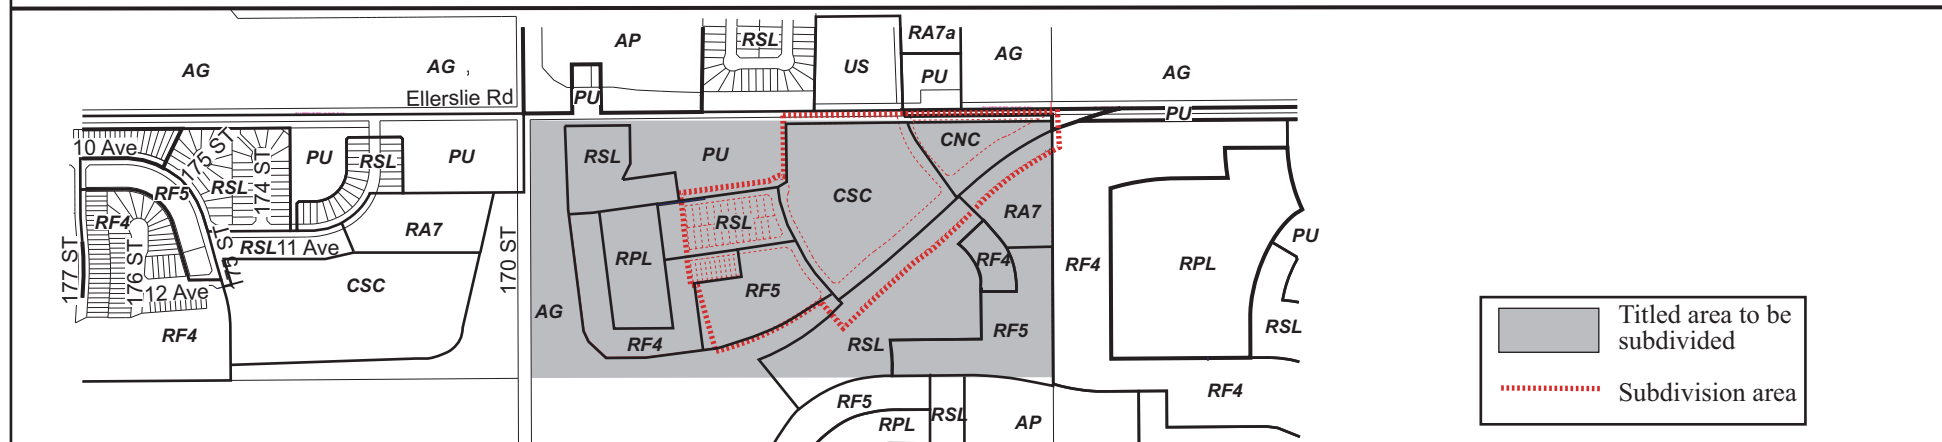 AG
AG
Ellerslie Rd
AP
PU
RSL
US
RA7a
PU
AG
AG
PU
10 Ave
175 ST
RSL
174 ST
PU
RSL
PU
RF5
RF4
177 ST
176 ST
175 ST
RSL
11 Ave
RA7
12 Ave
CSC
RF4
170 ST
RSL
PU
CNC
CSC
RSL
RA7
RPL
RF4
RF5
AG
RF4
RSL
RF5
RF4
RPL
PU
RSL
RF4
RF5
RPL
RSL
AP
Titled area to be
subdivided
Subdivision area